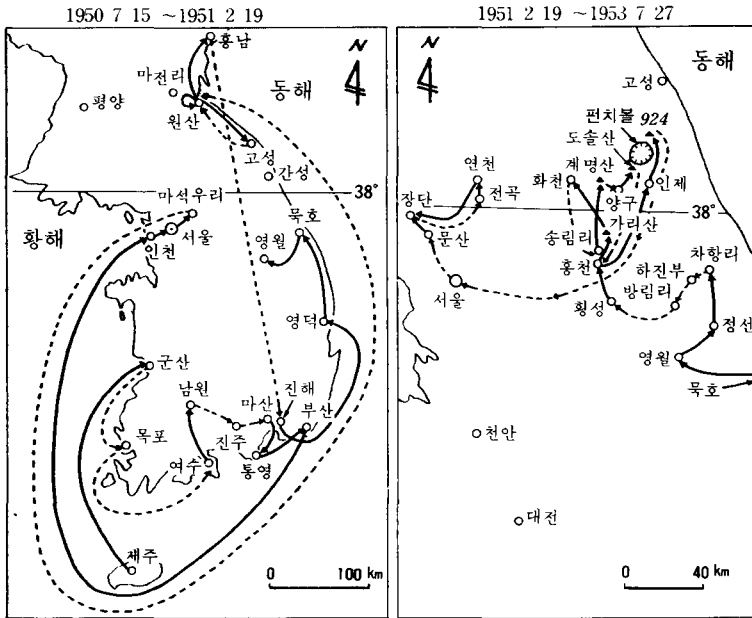 1950 7 15 ~1951 2 19
흥남
N
마전리
동해
평양
원산
고성
간성
38°
마석우리
묵호
황해
서울
인천
영월
영덕
군산
남원
마산
진해
부산
목포
진주
여수
통영
제주
0 100 km
1951 2 19 ~1953 7 27
N
동해
고성
펀치볼 924
도솔산
연천
화천
계명산
장단
전곡
양구
인제
38°
문산
가리산
송림리
차항리
홍천
하진부
서울
방림리
횡성
정선
영월
묵호
천안
대전
0 40 km